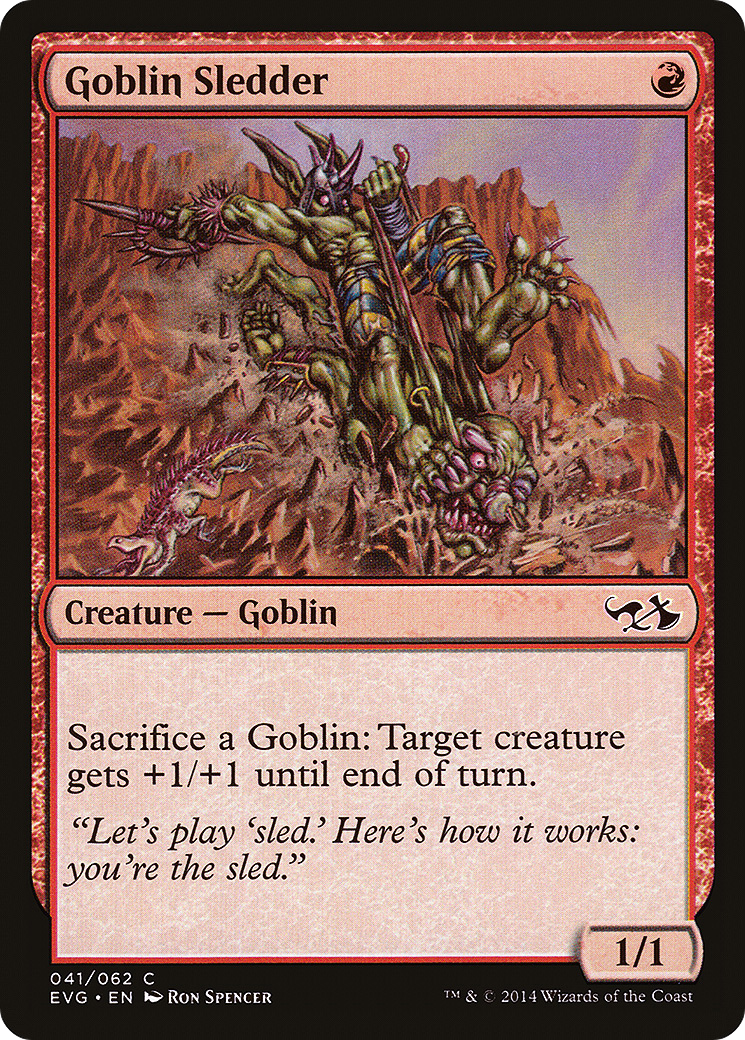 Goblin Sledder
Creature — Goblin
Sacrifice a Goblin: Target creature
gets +1/+1 until end of turn.
“Let’s play ‘sled.’ Here’s how it works:
you’re the sled.”
1/1
041/062 C
EVG • EN Ron Spencer
™ & © 2014 Wizards of the Coast